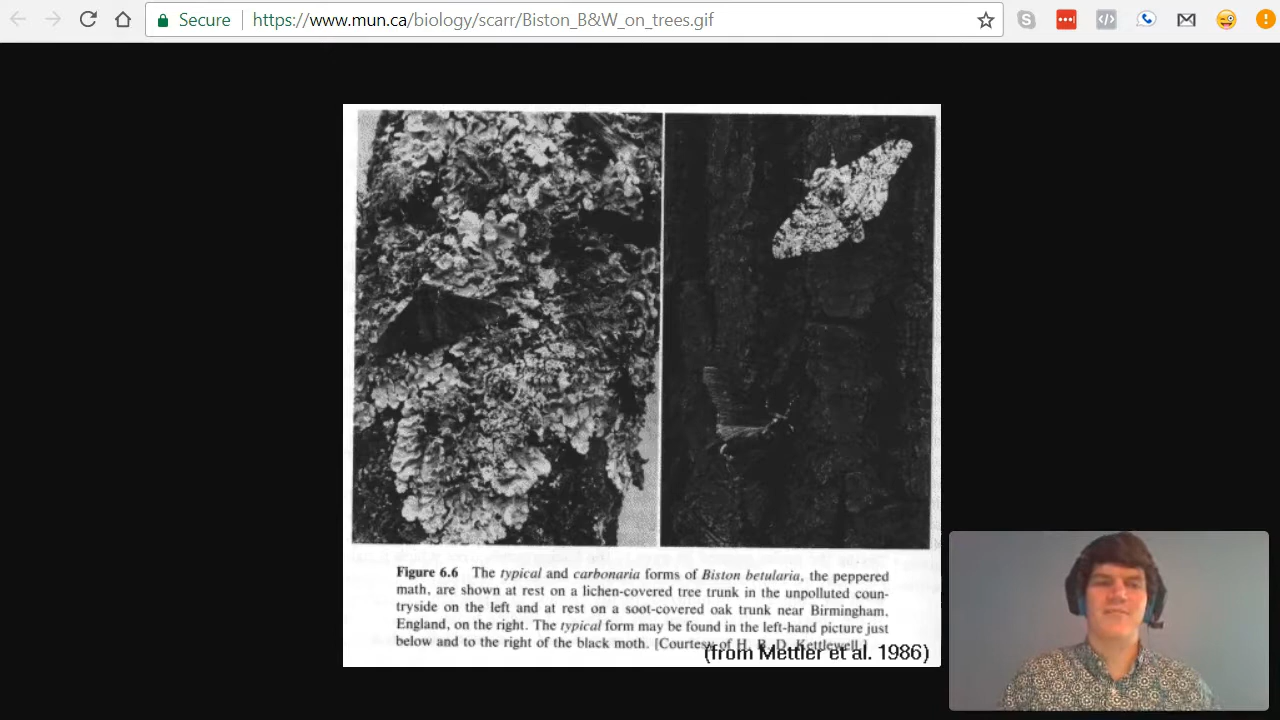 Secure https://www.mun.ca/biology/scarr/Biston_B&W_on_trees.gif
Figure 6.6 The typical and carbonaria forms of Biston betularia, the peppered
math, are shown at rest on a lichen-covered tree trunk in the unpolluted coun-
tryside on the left and at rest on a soot-covered oak trunk near Birmingham,
England, on the right. The typical form may be found in the left-hand picture just
below and to the right of the black moth. [Courtesy of H. B. D. Kettlewell.]
(from Mettler et al. 1986)